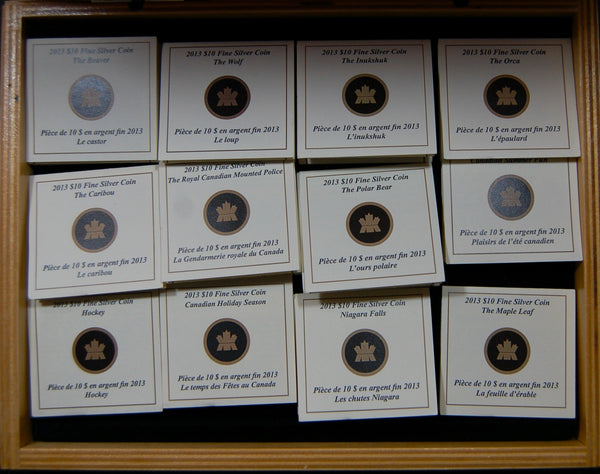 2013 $10 Fine Silver Coin
The Beaver
Pièce de 10 $ en argent fin 2013
Le castor
2013 $10 Fine Silver Coin
The Wolf
Pièce de 10 $ en argent fin 2013
Le loup
2013 $10 Fine Silver Coin
The Inukshuk
Pièce de 10 $ en argent fin 2013
L'inukshuk
2013 $10 Fine Silver Coin
The Orca
Pièce de 10 $ en argent fin 2013
L'épaulard
2013 $10 Fine Silver Coin
The Caribou
Pièce de 10 $ en argent fin 2013
Le caribou
2013 $10 Fine Silver Coin
The Royal Canadian Mounted Police
Pièce de 10 $ en argent fin 2013
La Gendarmerie royale du Canada
2013 $10 Fine Silver Coin
The Polar Bear
Pièce de 10 $ en argent fin 2013
L'ours polaire
Pièce de 10 $ en argent fin 2013
Plaisirs de l'été canadien
2013 $10 Fine Silver Coin
Hockey
Pièce de 10 $ en argent fin 2013
Hockey
2013 $10 Fine Silver Coin
Canadian Holiday Season
Pièce de 10 $ en argent fin 2013
Le temps des Fêtes au Canada
2013 $10 Fine Silver Coin
Niagara Falls
Pièce de 10 $ en argent fin 2013
Les chutes Niagara
2013 $10 Fine Silver Coin
The Maple Leaf
Pièce de 10 $ en argent fin 2013
La feuille d'érable